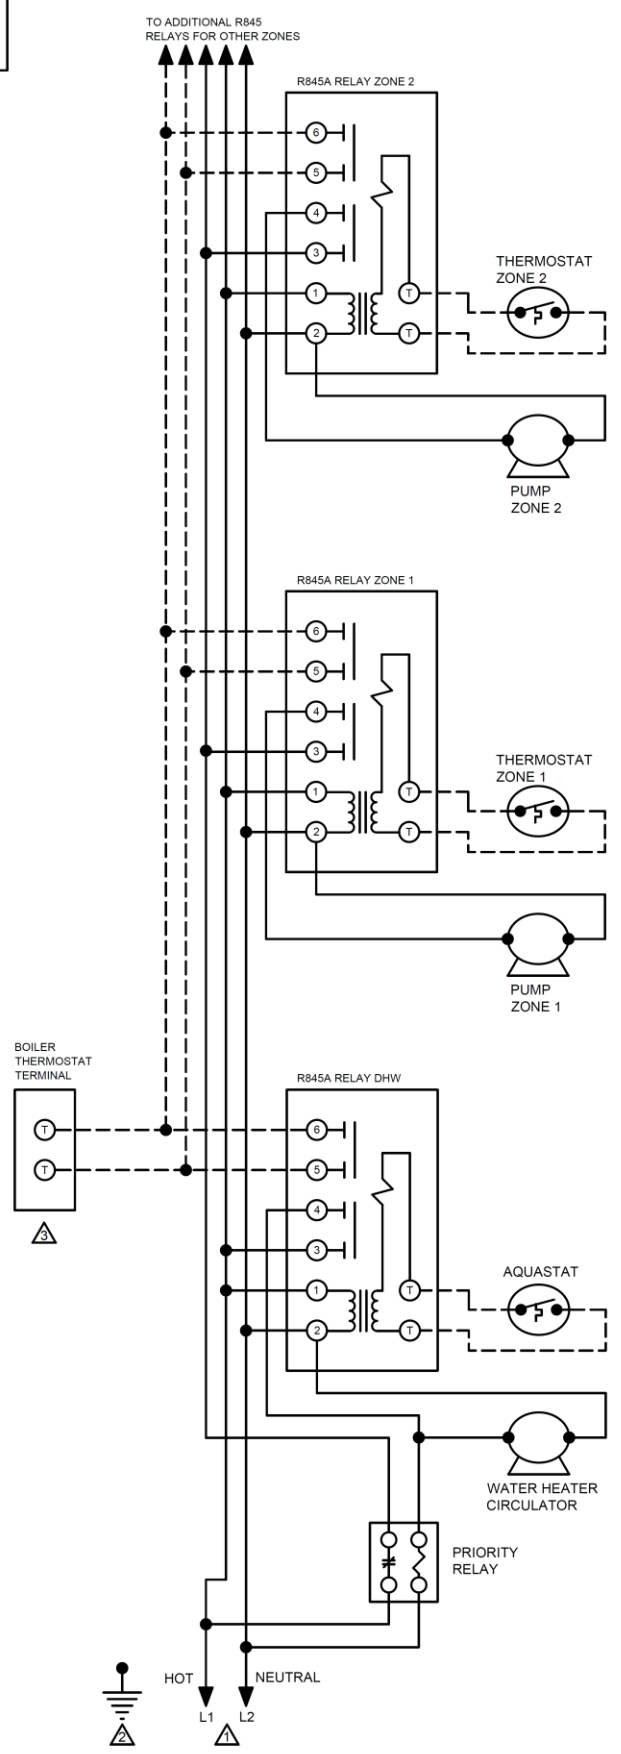 TO ADDITIONAL R845
RELAYS FOR OTHER ZONES
R845A RELAY ZONE 2
6
5
4
3
1
T
2
T
THERMOSTAT
ZONE 2
PUMP
ZONE 2
R845A RELAY ZONE 1
6
5
4
3
1
T
2
T
THERMOSTAT
ZONE 1
PUMP
ZONE 1
BOILER
THERMOSTAT
TERMINAL
T
T
3
R845A RELAY DHW
6
5
4
3
1
T
2
T
AQUASTAT
WATER HEATER
CIRCULATOR
PRIORITY
RELAY
HOT
NEUTRAL
L1
L2
2
1